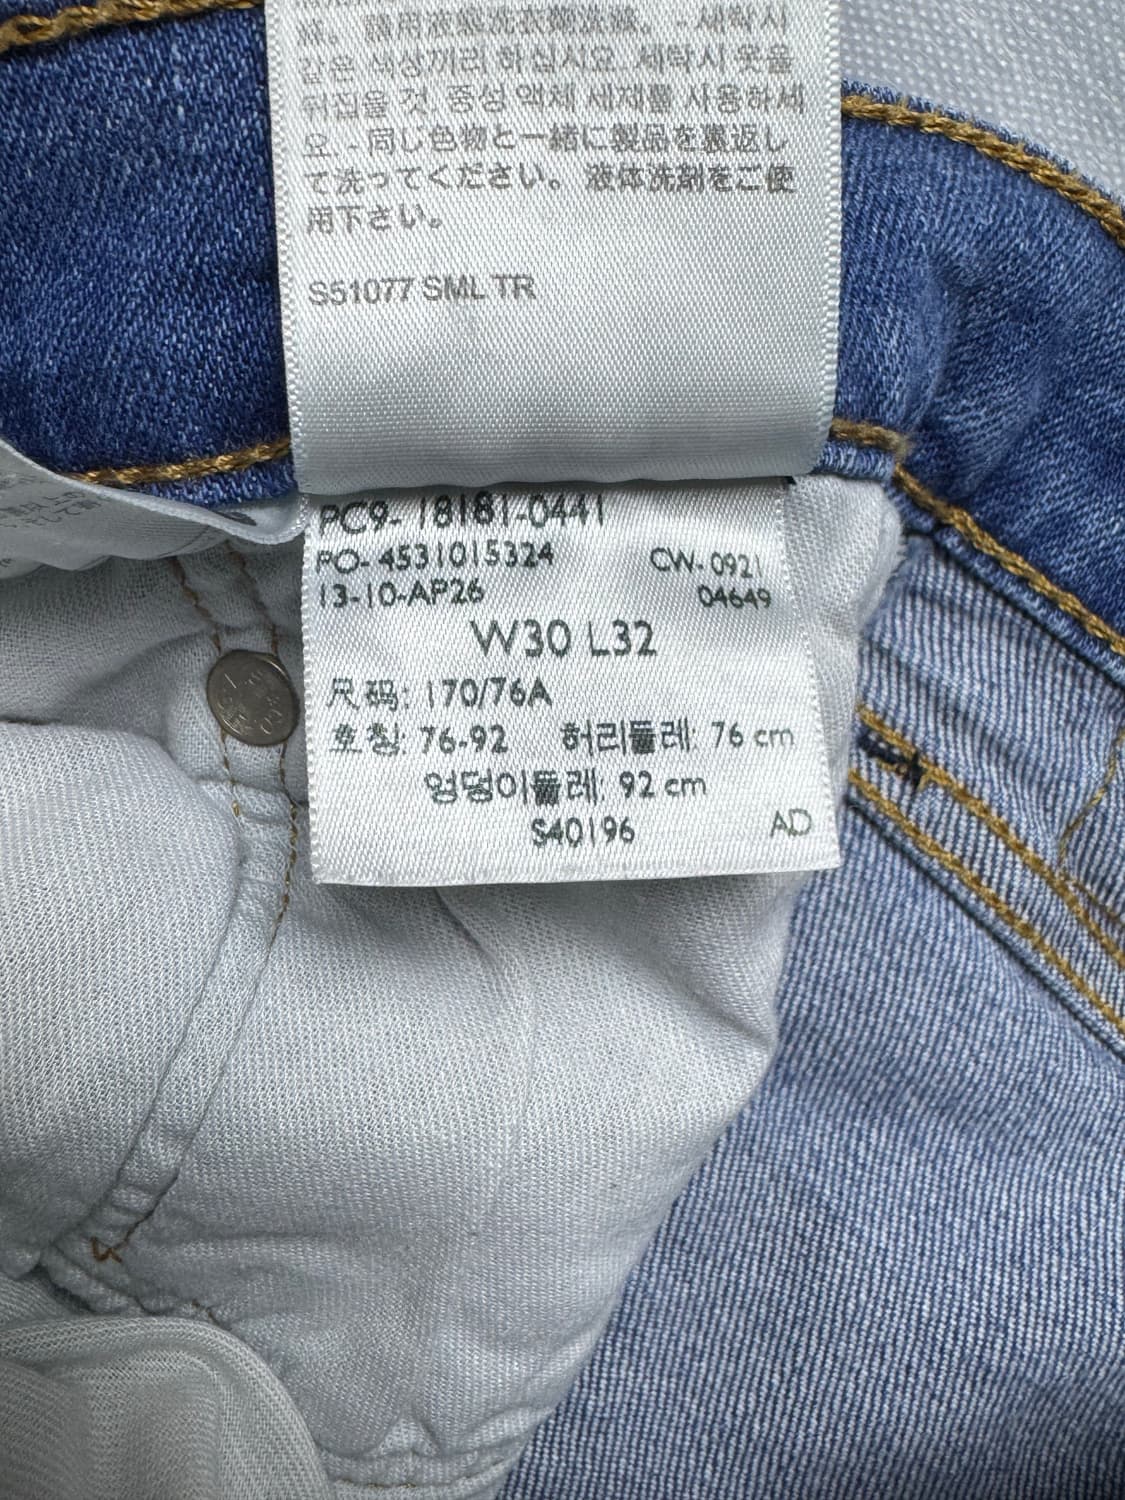 請用液態洗衣物洗滌。 - 세탁시
같은 색상끼리 하십시요. 세탁시 옷을
뒤집을 것. 중성 액체 세제를 사용하세
요. - 同じ色物と一緒に製品を裏返し
て洗ってください。 液体洗剤をご使
用下さい。
S51077 SML TR
PC9- 18181-0441
PO- 4531015324 CW- 0921
13-10-AP26 04649
W30 L32
尺码: 170/76A
호칭: 76-92 허리둘레: 76 cm
엉덩이둘레: 92 cm
S40196 AD